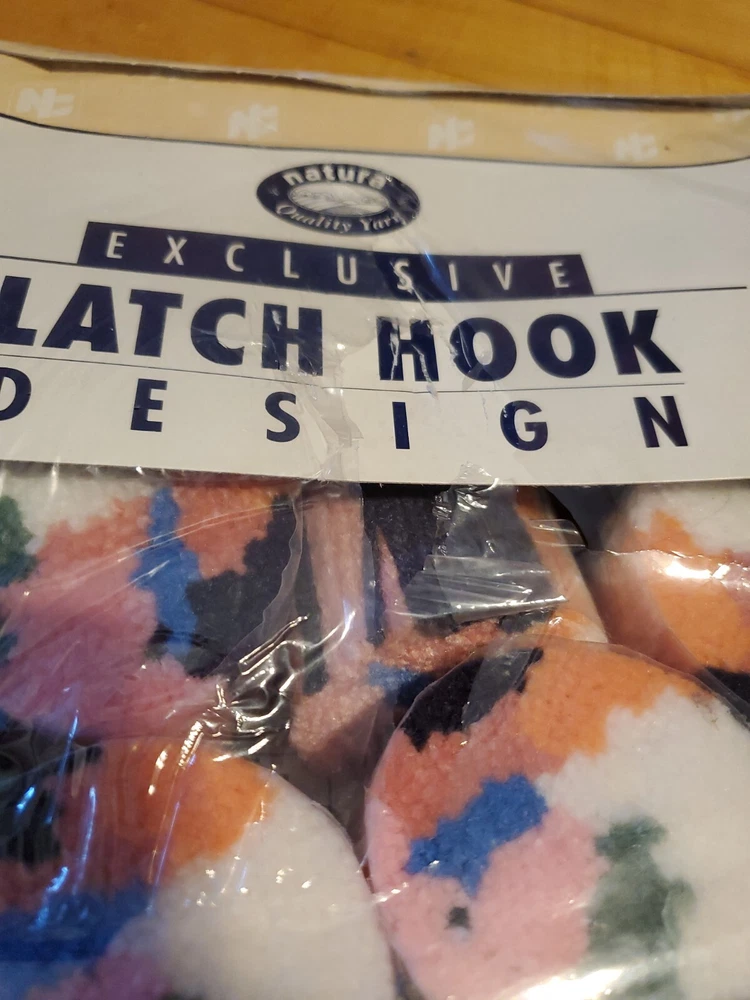 natura
Quality Yarn
EXCLUSIVE
LATCH HOOK
DESIGN